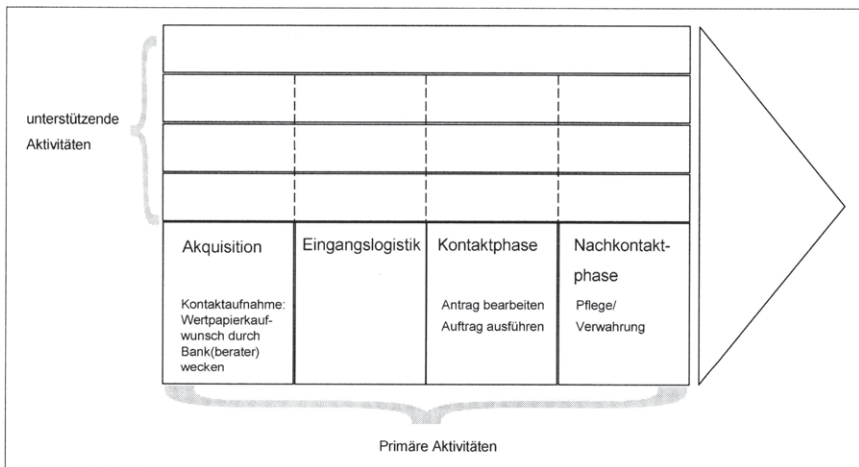 unterstützende
Aktivitäten
Akquisition
Kontaktaufnahme:
Wertpapierkauf-
wunsch durch
Bank(berater)
wecken
Eingangslogistik
Kontaktphase
Antrag bearbeiten
Auftrag ausführen
Nachkontakt-
phase
Pflege/
Verwahrung
Primäre Aktivitäten